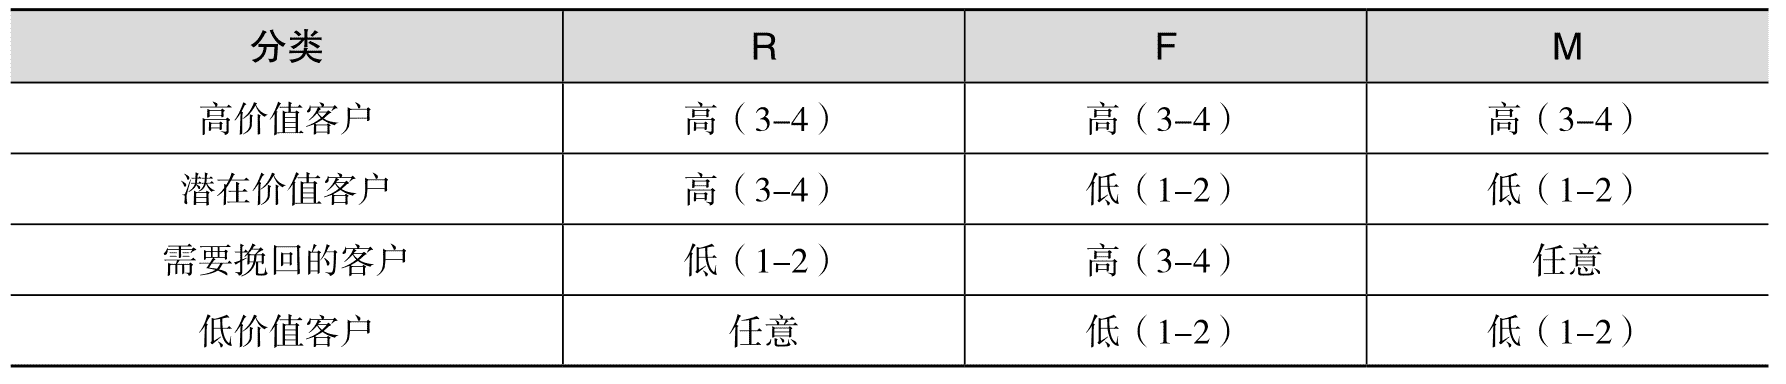 分类 R F M
高价值客户 高（3–4） 高（3–4） 高（3–4）
潜在价值客户 高（3–4） 低（1–2） 低（1–2）
需要挽回的客户 低（1–2） 高（3–4） 任意
低价值客户 任意 低（1–2） 低（1–2）